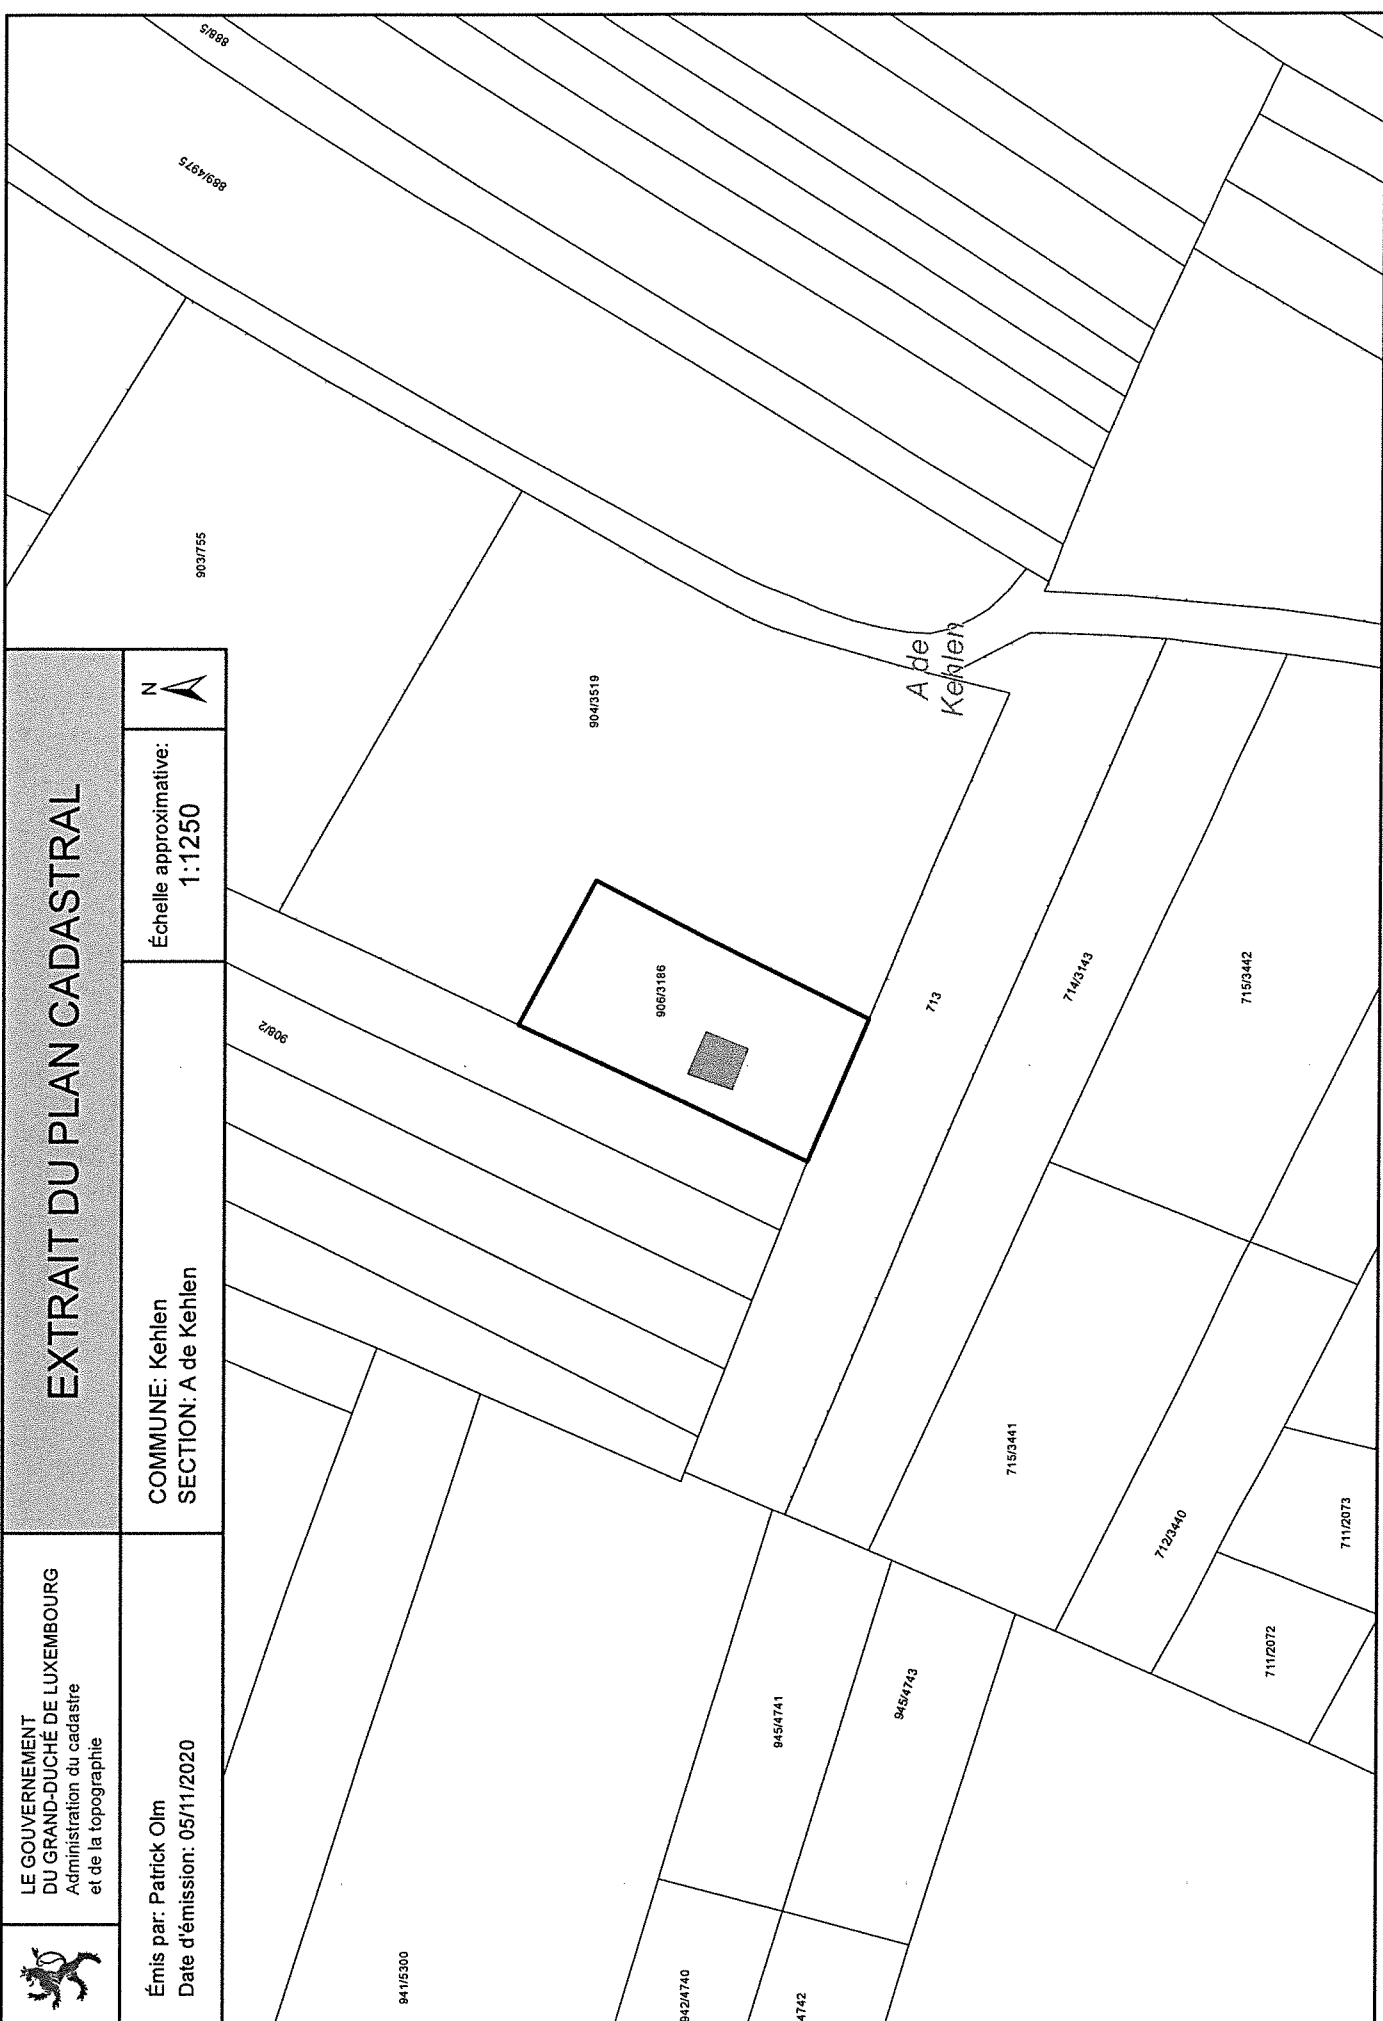 LE GOUVERNEMENT
DU GRAND-DUCHÉ DE LUXEMBOURG
Administration du cadastre
et de la topographie
EXTRAIT DU PLAN CADASTRAL
Émis par: Patrick Olm
Date d'émission: 05/11/2020
COMMUNE: Kehlen
SECTION: A de Kehlen
Échelle approximative:
1:1250
N
888/5
889/4975
903/755
904/3519
908/2
906/3186
A de
Kehlen
713
714/3143
715/3442
715/3441
712/3440
711/2073
711/2072
945/4741
945/4743
941/5300
942/4740
4742